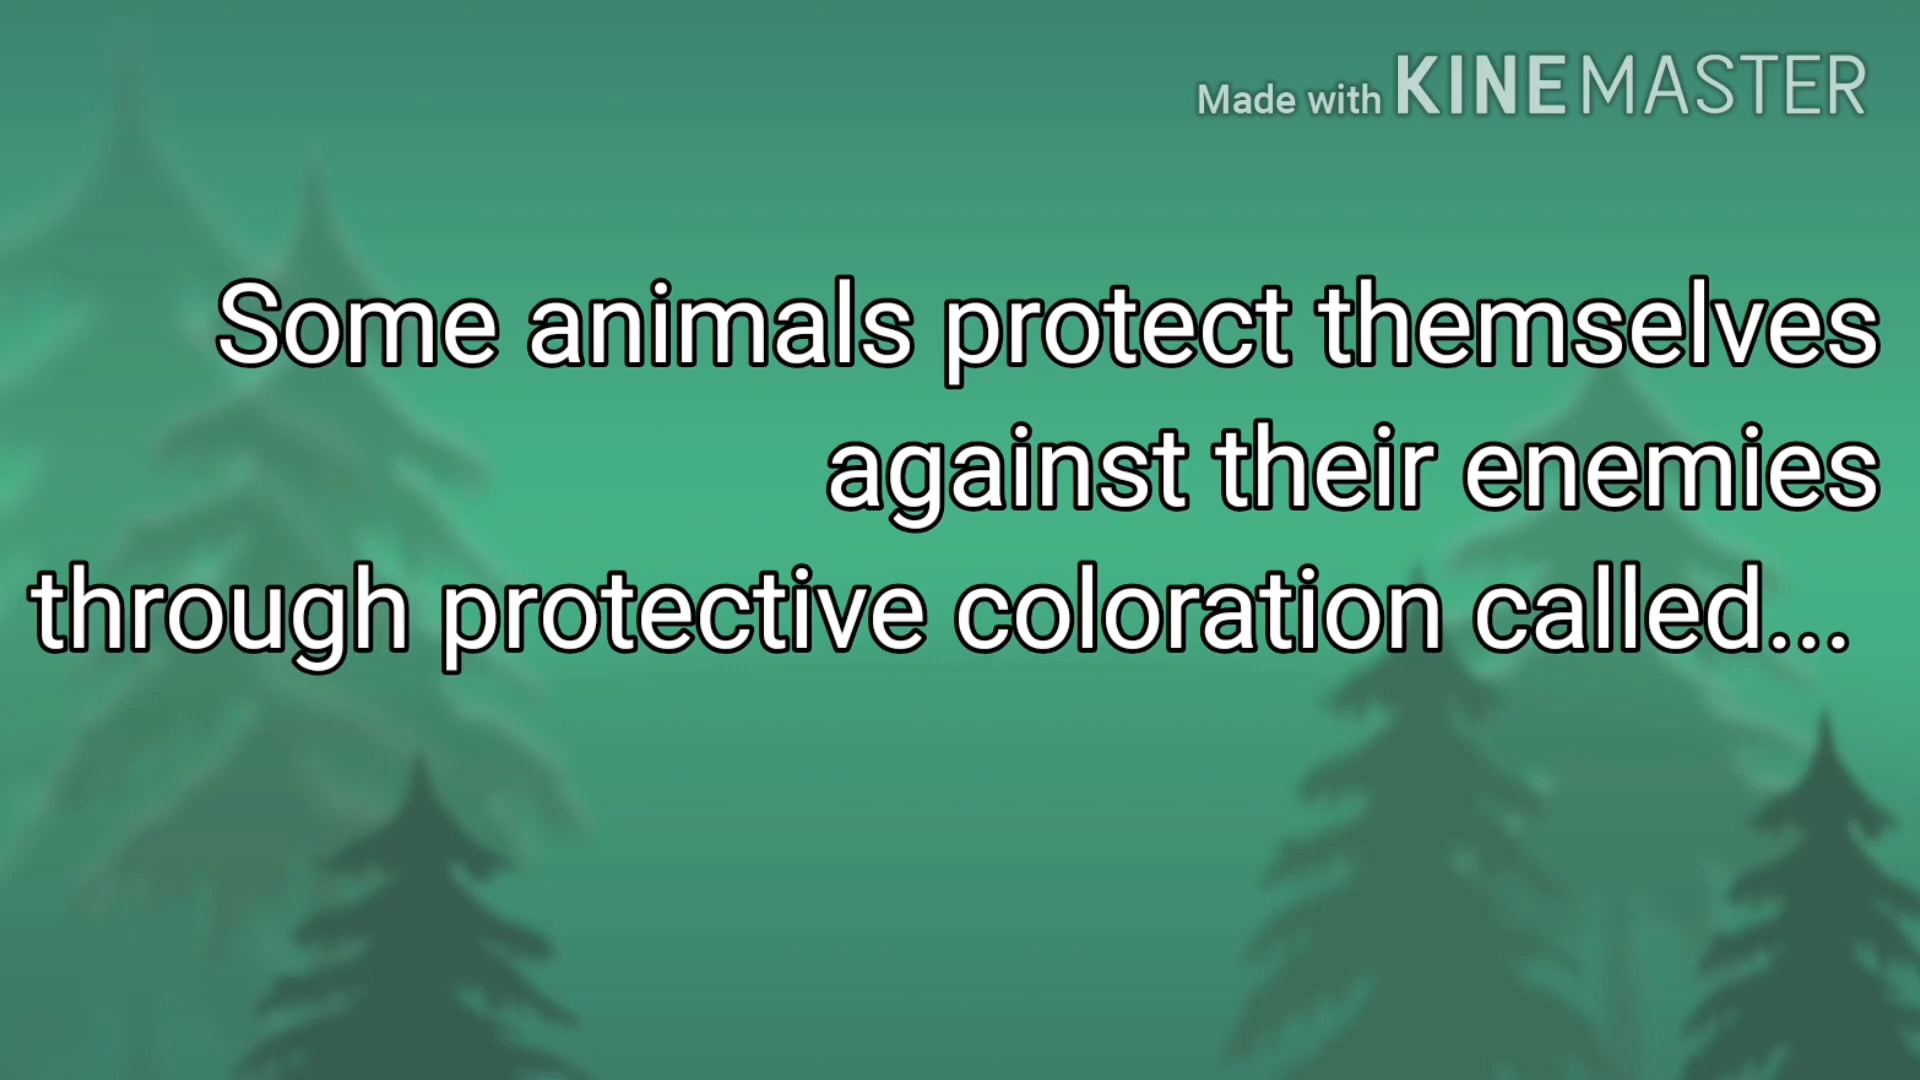 Made with KINEMASTER
Some animals protect themselves
against their enemies
through protective coloration called...